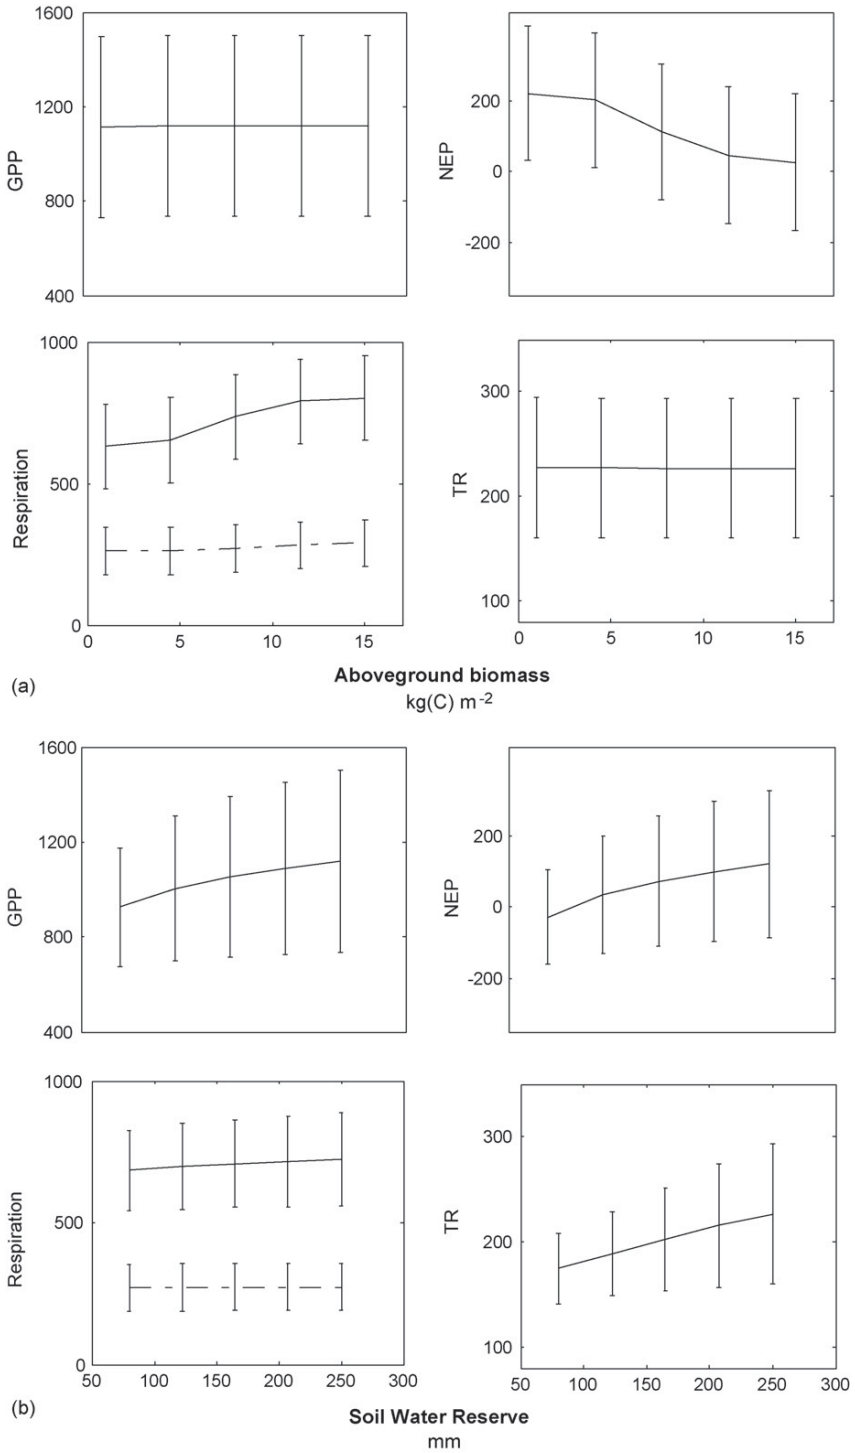 1600
1200
800
400
GPP
200
0
-200
NEP
1000
500
0
Respiration
0 5 10 15
300
200
100
TR
0 5 10 15
(a)
Aboveground biomass
kg(C) m-2
1600
1200
800
400
GPP
200
0
-200
NEP
1000
500
0
Respiration
50 100 150 200 250 300
300
200
100
TR
50 100 150 200 250 300
(b)
Soil Water Reserve
mm